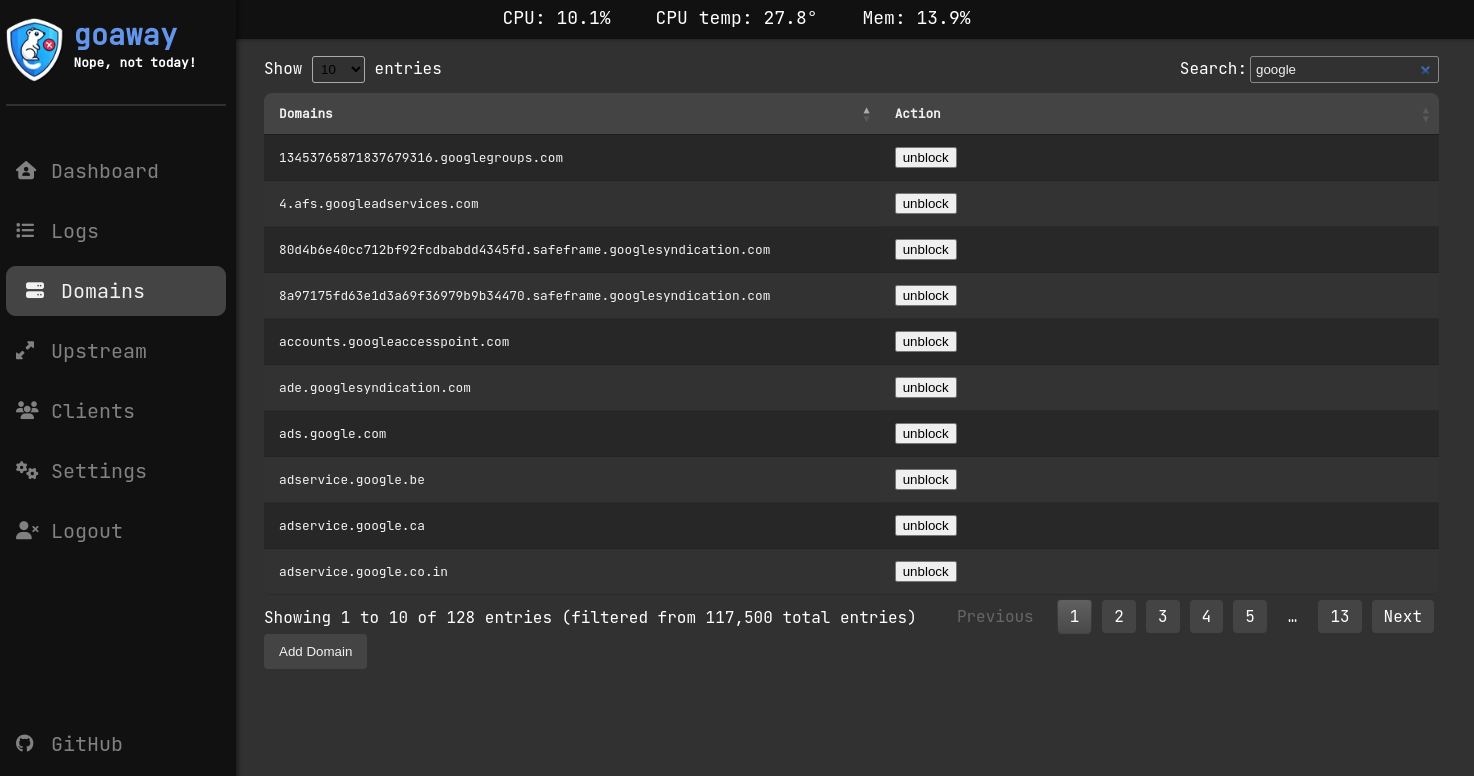 goaway
Nope, not today!
CPU: 10.1% CPU temp: 27.8° Mem: 13.9%
Dashboard
Logs
Domains
Upstream
Clients
Settings
Logout
GitHub
Show 10 entries
Search: google
Domains Action
13453765871837679316.googlegroups.com unblock
4.afs.googleadservices.com unblock
80d4b6e40cc712bf92fcdbabdd4345fd.safeframe.googlesyndication.com unblock
8a97175fd63e1d3a69f36979b9b34470.safeframe.googlesyndication.com unblock
accounts.googleaccesspoint.com unblock
ade.googlesyndication.com unblock
ads.google.com unblock
adservice.google.be unblock
adservice.google.ca unblock
adservice.google.co.in unblock
Showing 1 to 10 of 128 entries (filtered from 117,500 total entries)
Previous 1 2 3 4 5 … 13 Next
Add Domain